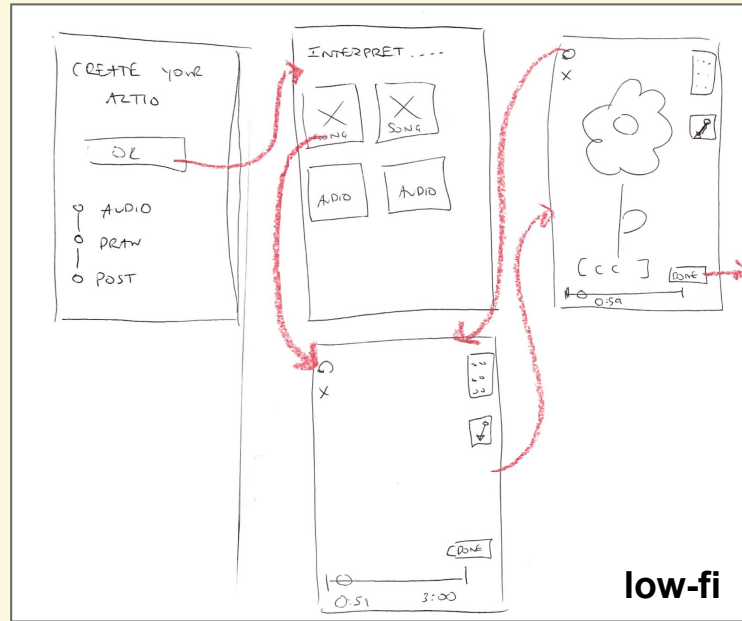 CREATE YOUR
ARTIO
OK
AUDIO
DRAW
POST
INTERPRET ....
SONG
SONG
AUDIO
AUDIO
X
DONE
0:51 3:00
X
[ C C C ]
DONE
0:59
low-fi